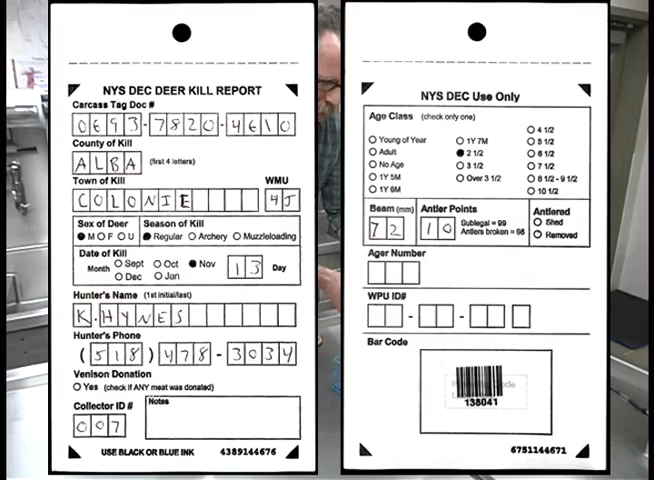 NYS DEC DEER KILL REPORT
Carcass Tag Doc #
0693-7820-4610
County of Kill
ALBA (first 4 letters)
Town of Kill WMU
COLONIE 4J
Sex of Deer Season of Kill
M F U Regular Archery Muzzleloading
Date of Kill
Month Sept Oct Nov 13 Day
Dec Jan
Hunter's Name (1st initial/last)
K.HYNES
Hunter's Phone
(518) 478-3034
Venison Donation
Yes (check if ANY meat was donated)
Collector ID # Notes
007
USE BLACK OR BLUE INK 4389144676
NYS DEC Use Only
Age Class (check only one)
4 1/2
Young of Year 1Y 7M 5 1/2
Adult 2 1/2 6 1/2
No Age 3 1/2 7 1/2
1Y 5M Over 3 1/2 8 1/2 - 9 1/2
1Y 6M 10 1/2
Beam (mm) Antler Points Antlered
72 10 Sublegal = 99 Shed
Antlers broken = 98 Removed
Ager Number
WPU ID#
- -
Bar Code
138041
6751144671